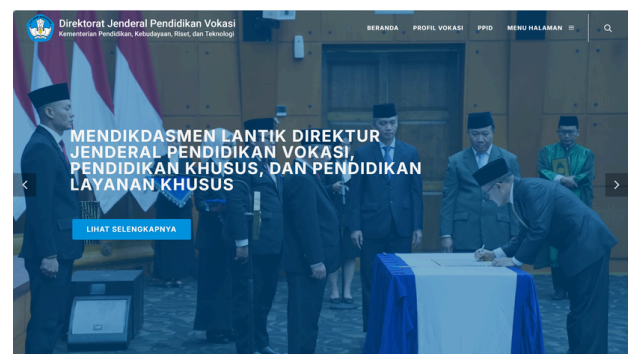 Direktorat Jenderal Pendidikan Vokasi
Kementerian Pendidikan, Kebudayaan, Riset, dan Teknologi
BERANDA PROFIL VOKASI PPID MENU HALAMAN
MENDIKDASMEN LANTIK DIREKTUR
JENDERAL PENDIDIKAN VOKASI,
PENDIDIKAN KHUSUS, DAN PENDIDIKAN
LAYANAN KHUSUS
LIHAT SELENGKAPNYA